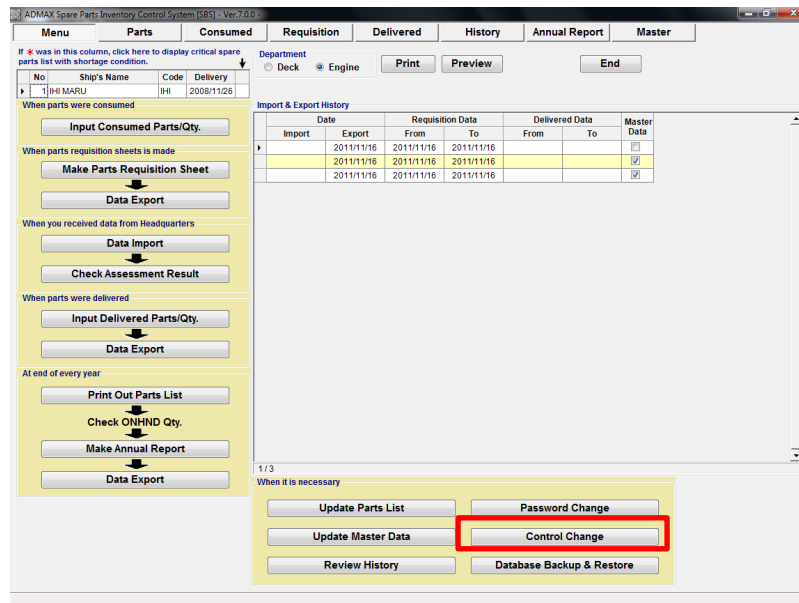 ADMAX Spare Parts Inventory Control System [SBS] - Ver.7.0.0 -
Menu Parts Consumed Requisition Delivered History Annual Report Master
If * was in this column, click here to display critical spare
parts list with shortage condition.
Department
Deck Engine Print Preview End
No Ship's Name Code Delivery
1 IHI MARU IHI 2008/11/26
When parts were consumed
Input Consumed Parts/Qty.
When parts requisition sheets is made
Make Parts Requisition Sheet
Data Export
When you received data from Headquarters
Data Import
Check Assessment Result
When parts were delivered
Input Delivered Parts/Qty.
Data Export
At end of every year
Print Out Parts List
Check ONHND Qty.
Make Annual Report
Data Export
Import & Export History
Date Requisition Data Delivered Data Master
Data
Import Export From To From To
2011/11/16 2011/11/16 2011/11/16
2011/11/16 2011/11/16 2011/11/16
2011/11/16 2011/11/16 2011/11/16
1 / 3
When it is necessary
Update Parts List Password Change
Update Master Data Control Change
Review History Database Backup & Restore